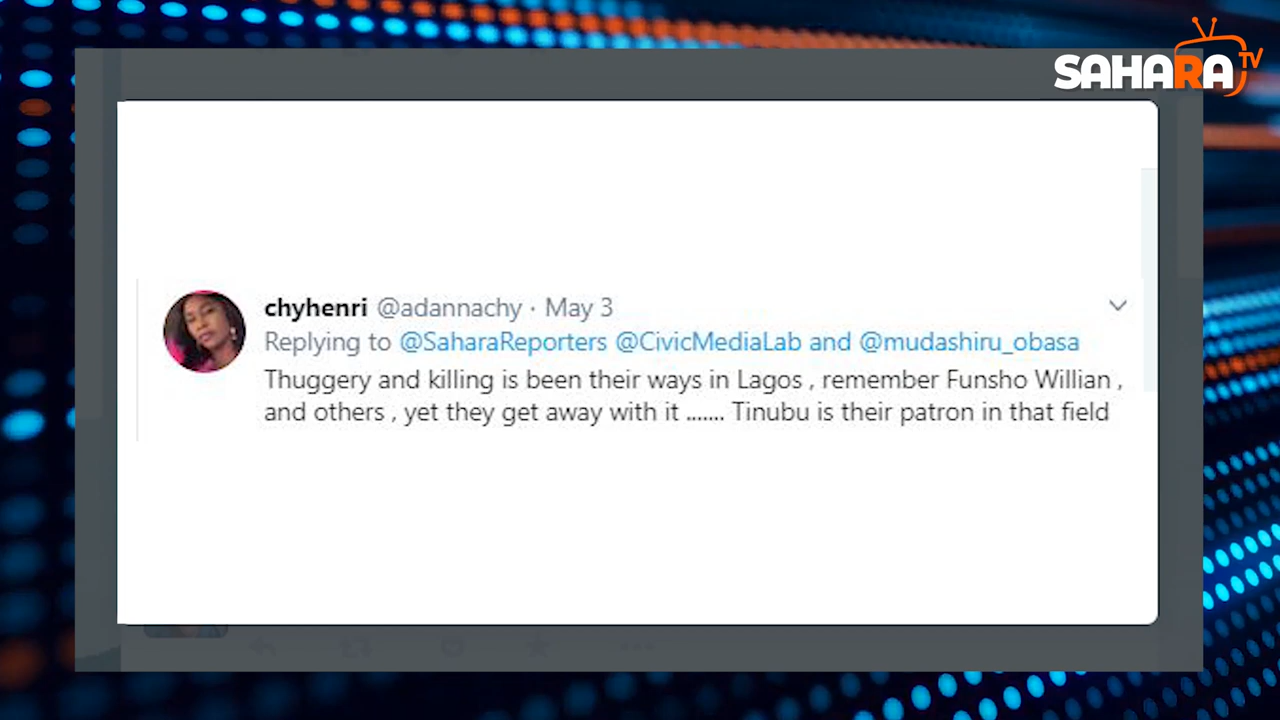 SAHARA TV
chyhenri @adannachy · May 3
Replying to @SaharaReporters @CivicMediaLab and @mudashiru_obasa
Thuggery and killing is been their ways in Lagos , remember Funsho Willian ,
and others , yet they get away with it ....... Tinubu is their patron in that field